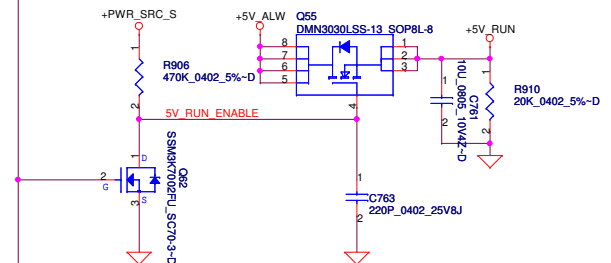 +PWR_SRC_S
+5V_ALW
Q55
DMN3030LSS-13_SOP8L-8
+5V_RUN
8
7
6
5
1
2
3
4
1
R906
470K_0402_5%~D
2
1
C761
10U_0805_10V4Z~D
2
1
R910
20K_0402_5%~D
2
5V_RUN_ENABLE
1
D
2
G
S
3
Q62
SSM3K7002FU_SC70-3~D
1
C763
220P_0402_25V8J
2